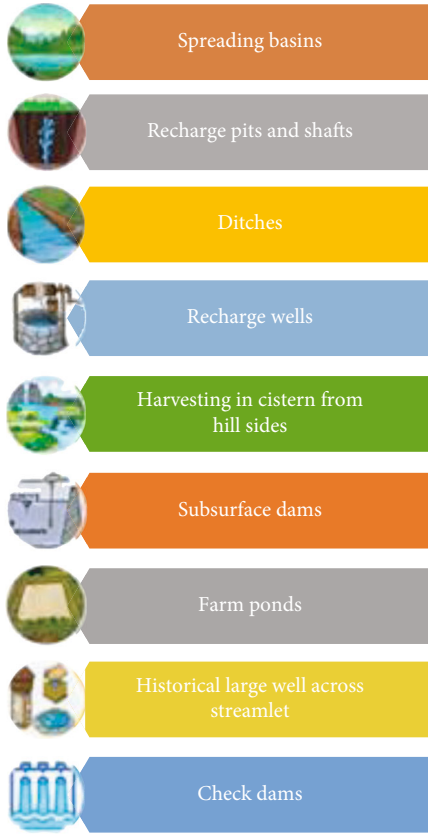 Spreading basins
Recharge pits and shafts
Ditches
Recharge wells
Harvesting in cistern from
hill sides
Subsurface dams
Farm ponds
Historical large well across
streamlet
Check dams